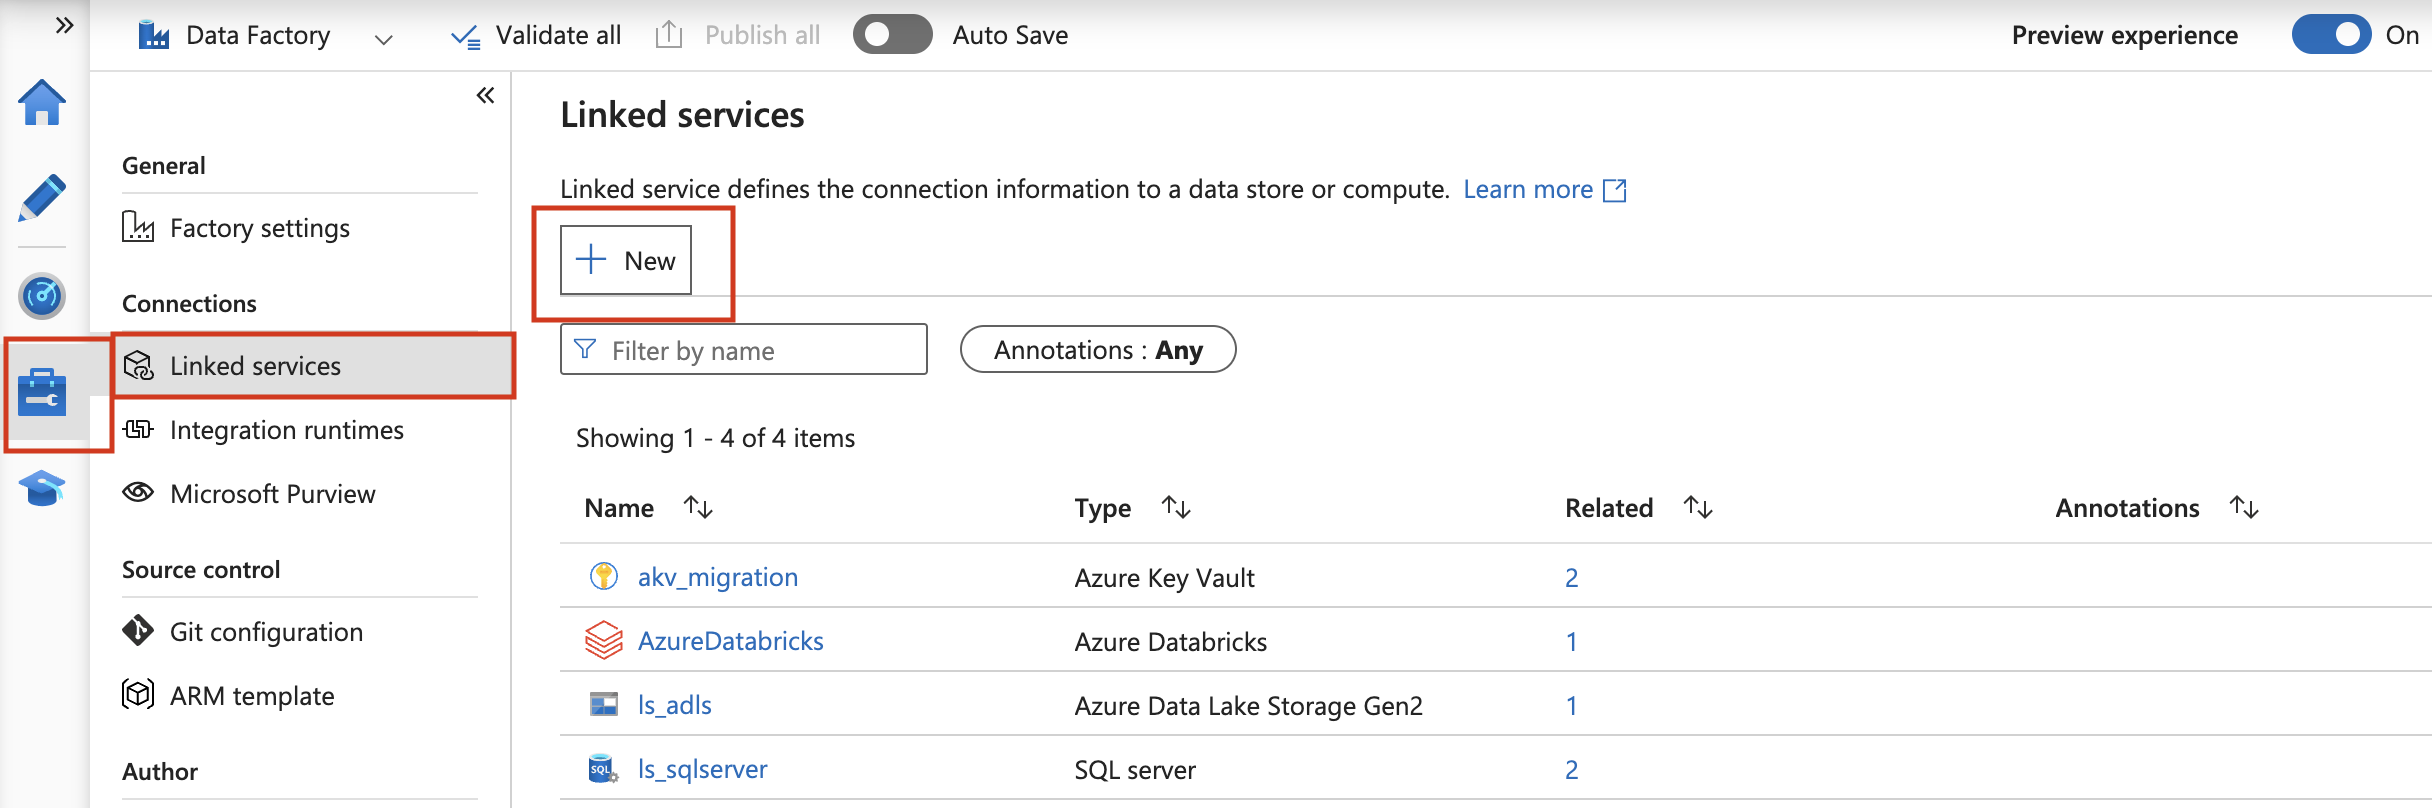 Data Factory Validate all Publish all Auto Save Preview experience On
General
Factory settings
Connections
Linked services
Integration runtimes
Microsoft Purview
Source control
Git configuration
ARM template
Author
Linked services
Linked service defines the connection information to a data store or compute. Learn more
New
Filter by name Annotations : Any
Showing 1 - 4 of 4 items
Name Type Related Annotations
akv_migration Azure Key Vault 2
AzureDatabricks Azure Databricks 1
ls_adls Azure Data Lake Storage Gen2 1
SQL ls_sqlserver SQL server 2